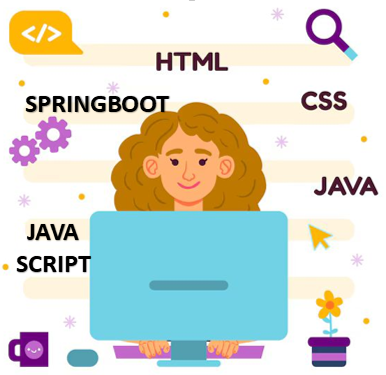 </>
HTML
SPRINGBOOT
CSS
JAVA
JAVA
SCRIPT